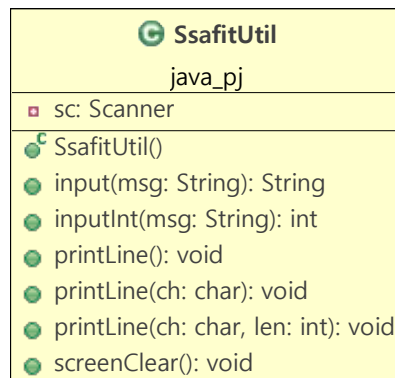 SsafitUtil
java_pj
sc: Scanner
SsafitUtil()
input(msg: String): String
inputInt(msg: String): int
printLine(): void
printLine(ch: char): void
printLine(ch: char, len: int): void
screenClear(): void